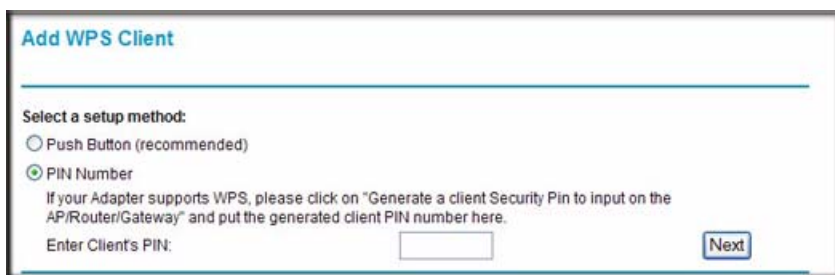 Add WPS Client
Select a setup method:
Push Button (recommended)
PIN Number
If your Adapter supports WPS, please click on "Generate a client Security Pin to input on the
AP/Router/Gateway" and put the generated client PIN number here.
Enter Client's PIN: Next